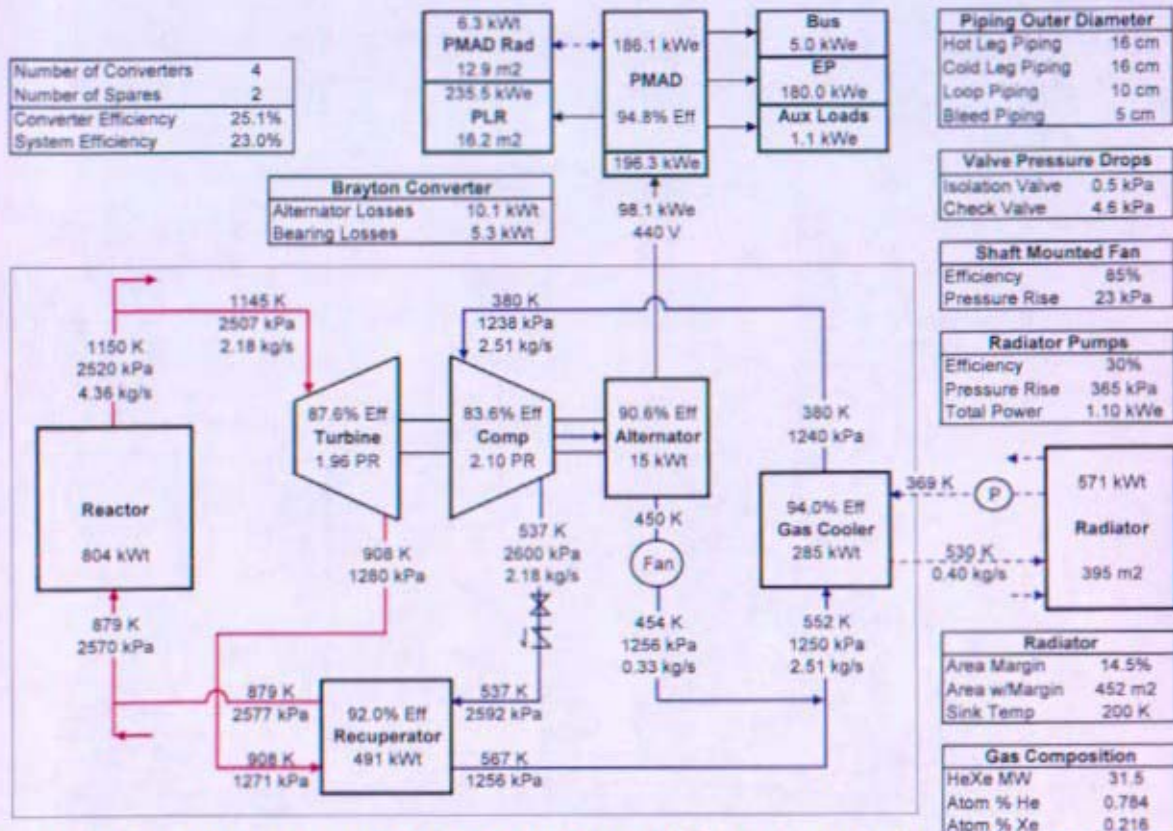 Number of Converters 4
Number of Spares 2
Converter Efficiency 25.1%
System Efficiency 23.0%
6.3 kWt
PMAD Rad
12.9 m2
235.5 kWe
PLR
16.2 m2
186.1 kWe
PMAD
94.8% Eff
196.3 kWe
Bus
5.0 kWe
EP
180.0 kWe
Aux Loads
1.1 kWe
Piping Outer Diameter
Hot Leg Piping 16 cm
Cold Leg Piping 16 cm
Loop Piping 10 cm
Bleed Piping 5 cm
Brayton Converter
Alternator Losses 10.1 kWt
Bearing Losses 5.3 kWt
98.1 kWe
440 V
Valve Pressure Drops
Isolation Valve 0.5 kPa
Check Valve 4.6 kPa
Shaft Mounted Fan
Efficiency 85%
Pressure Rise 23 kPa
Radiator Pumps
Efficiency 30%
Pressure Rise 365 kPa
Total Power 1.10 kWe
1150 K
2520 kPa
4.36 kg/s
1145 K
2507 kPa
2.18 kg/s
380 K
1238 kPa
2.51 kg/s
Reactor
804 kWt
87.6% Eff
Turbine
1.96 PR
83.6% Eff
Comp
2.10 PR
90.6% Eff
Alternator
15 kWt
380 K
1240 kPa
94.0% Eff
Gas Cooler
285 kWt
369 K
P
530 K
0.40 kg/s
571 kWt
Radiator
395 m2
908 K
1280 kPa
537 K
2600 kPa
2.18 kg/s
450 K
Fan
454 K
1256 kPa
0.33 kg/s
552 K
1250 kPa
2.51 kg/s
879 K
2570 kPa
879 K
2577 kPa
908 K
1271 kPa
92.0% Eff
Recuperator
491 kWt
537 K
2592 kPa
567 K
1256 kPa
Radiator
Area Margin 14.5%
Area w/Margin 452 m2
Sink Temp 200 K
Gas Composition
HeXe MW 31.5
Atom % He 0.784
Atom % Xe 0.216